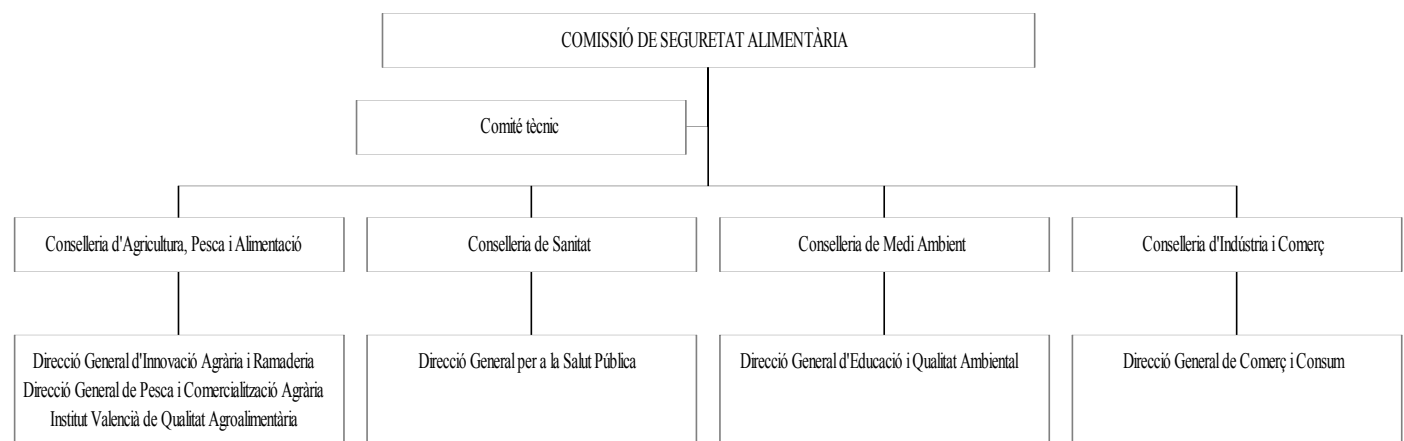 COMISSIÓ DE SEGURETAT ALIMENTÀRIA
Comité tècnic
Conselleria d'Agricultura, Pesca i Alimentació
Conselleria de Sanitat
Conselleria de Medi Ambient
Conselleria d'Indústria i Comerç
Direcció General d'Innovació Agrària i Ramaderia
Direcció General de Pesca i Comercialització Agrària
Institut Valencià de Qualitat Agroalimentària
Direcció General per a la Salut Pública
Direcció General d'Educació i Qualitat Ambiental
Direcció General de Comerç i Consum